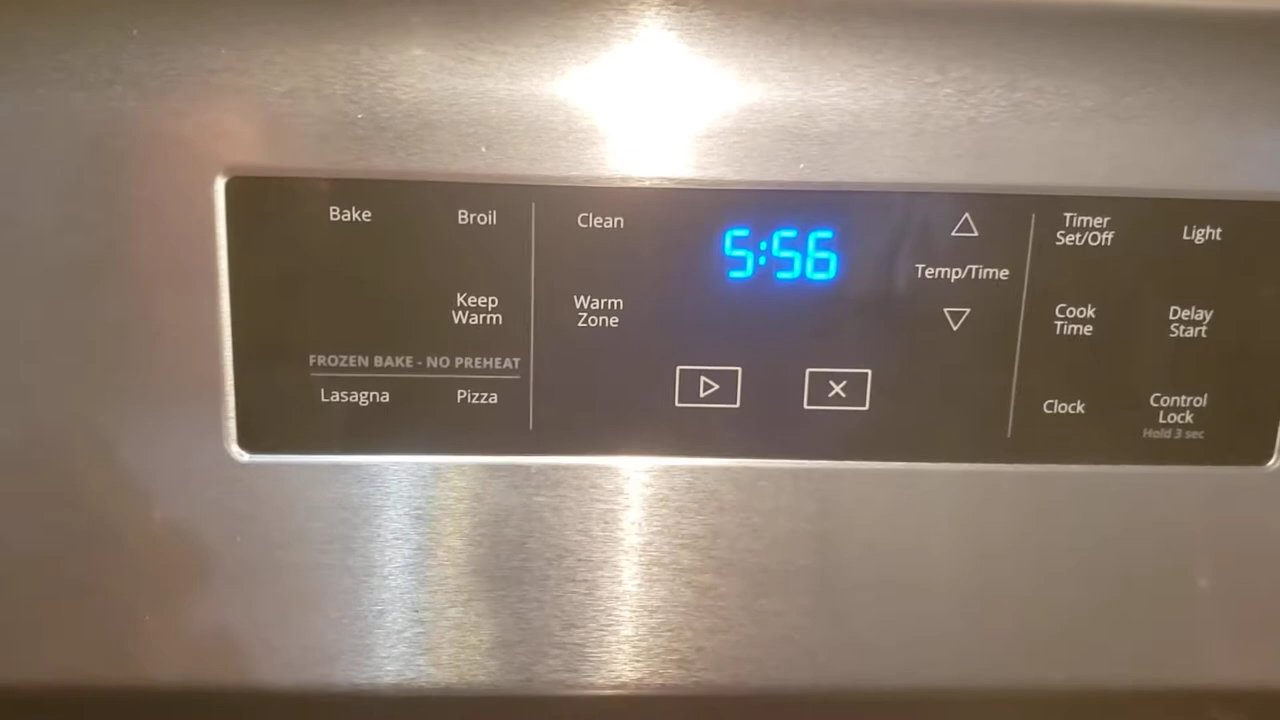 Bake
Broil
Keep
Warm
FROZEN BAKE - NO PREHEAT
Lasagna
Pizza
Clean
Warm
Zone
5:56
Temp/Time
Timer
Set/Off
Light
Cook
Time
Delay
Start
Clock
Control
Lock
Hold 3 sec